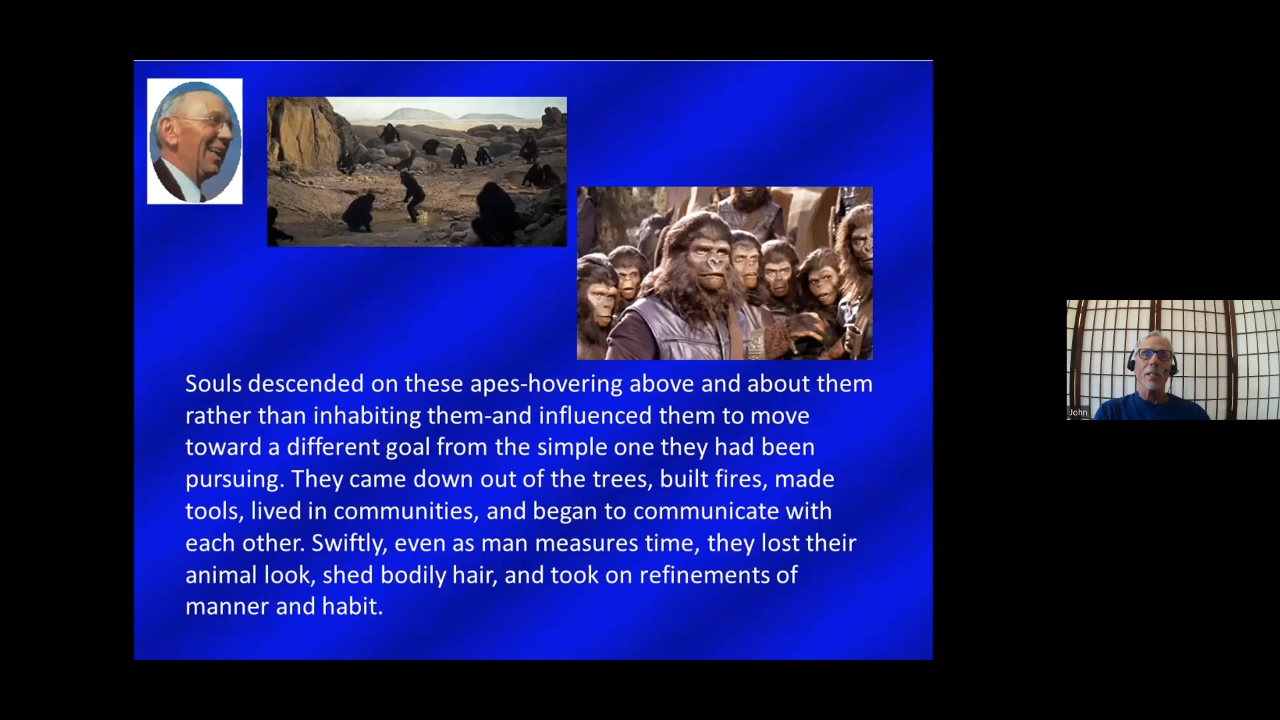 Souls descended on these apes-hovering above and about them
rather than inhabiting them-and influenced them to move
toward a different goal from the simple one they had been
pursuing. They came down out of the trees, built fires, made
tools, lived in communities, and began to communicate with
each other. Swiftly, even as man measures time, they lost their
animal look, shed bodily hair, and took on refinements of
manner and habit.
John